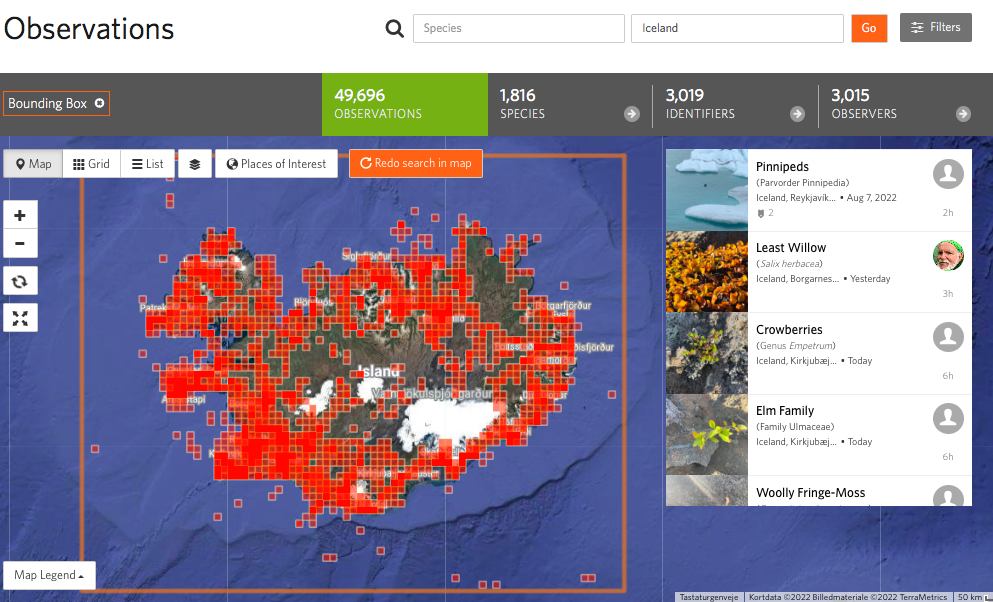 Observations
Species
Iceland
Go
Filters
Bounding Box
49,696
OBSERVATIONS
1,816
SPECIES
3,019
IDENTIFIERS
3,015
OBSERVERS
Map
Grid
List
Places of Interest
Redo search in map
+
−
Ísland
Map Legend
Pinnipeds
(Parvorder Pinnipedia)
Iceland, Reykjavík... • Aug 7, 2022
2
2h
Least Willow
(Salix herbacea)
Iceland, Borgarnes... • Yesterday
3h
Crowberries
(Genus Empetrum)
Iceland, Kirkjubæj... • Today
6h
Elm Family
(Family Ulmaceae)
Iceland, Kirkjubæj... • Today
6h
Woolly Fringe-Moss
Tastaturgenveje
Kortdata ©2022 Billedmateriale ©2022 TerraMetrics
50 km